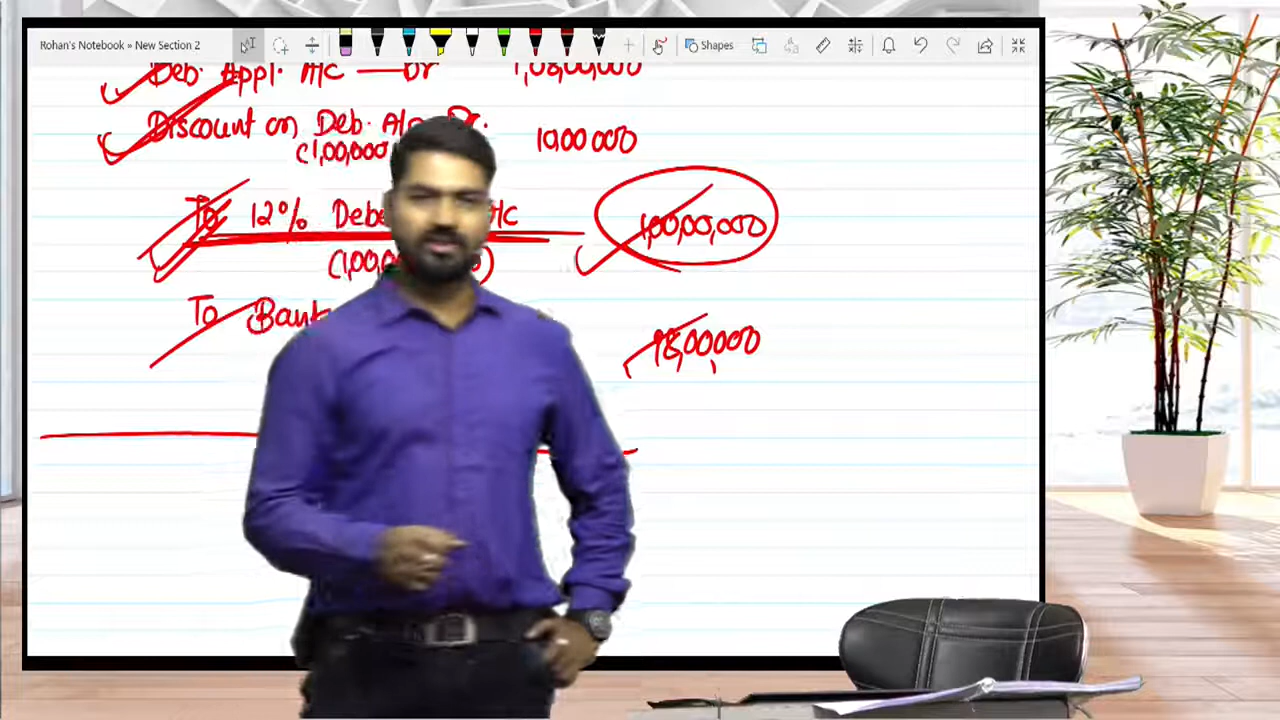 Rohan's Notebook » New Section 2
Shapes
Deb. Appl. A/C — Dr 1,08,00,000
Discount on Deb. A/c Dr. 10,00,000
(1,00,000
To 12% Debe A/C 1,00,00,000
To Bank 18,00,000